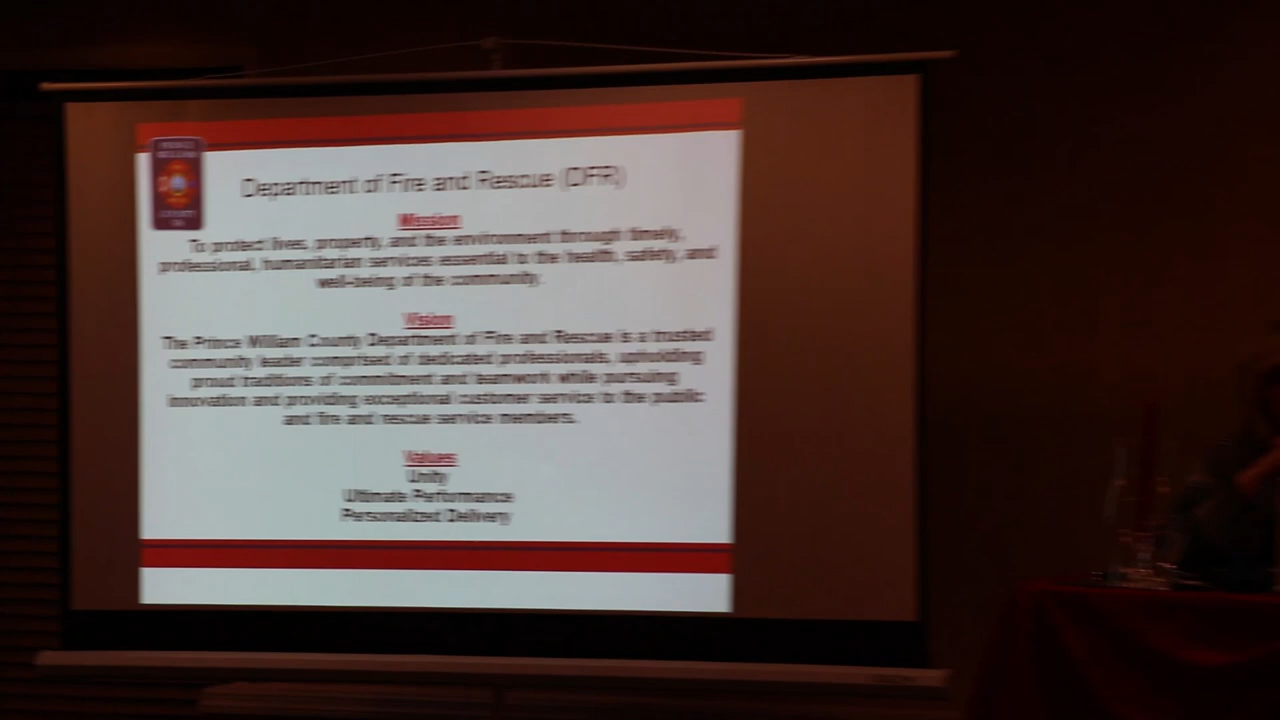 Department of Fire and Rescue (DFR)
Mission
To protect lives, property, and the environment through timely,
professional, humanitarian services essential to the health, safety, and
well-being of the community.
Vision
The Prince William County Department of Fire and Rescue is a trusted
community leader comprised of dedicated professionals, upholding
proud traditions of commitment and teamwork while pursuing
innovation and providing exceptional customer service to the public
and fire and rescue service members.
Values
Unity
Ultimate Performance
Personalized Delivery